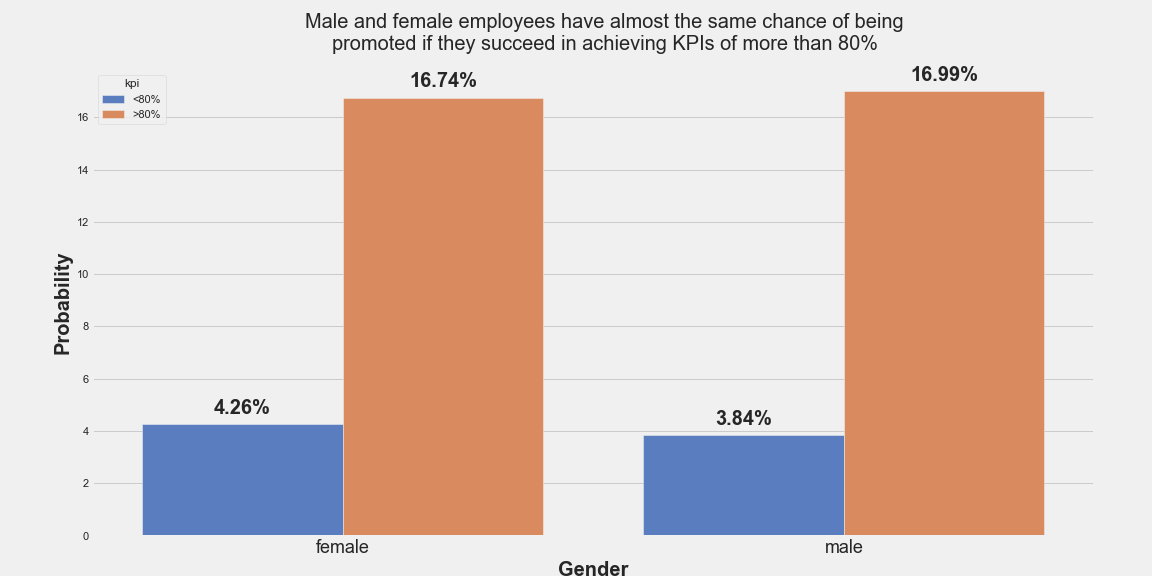 Male and female employees have almost the same chance of being
promoted if they succeed in achieving KPIs of more than 80%
kpi
<80%
>80%
16.74%
16.99%
4.26%
3.84%
16
14
12
10
8
6
4
2
0
Probability
female
male
Gender